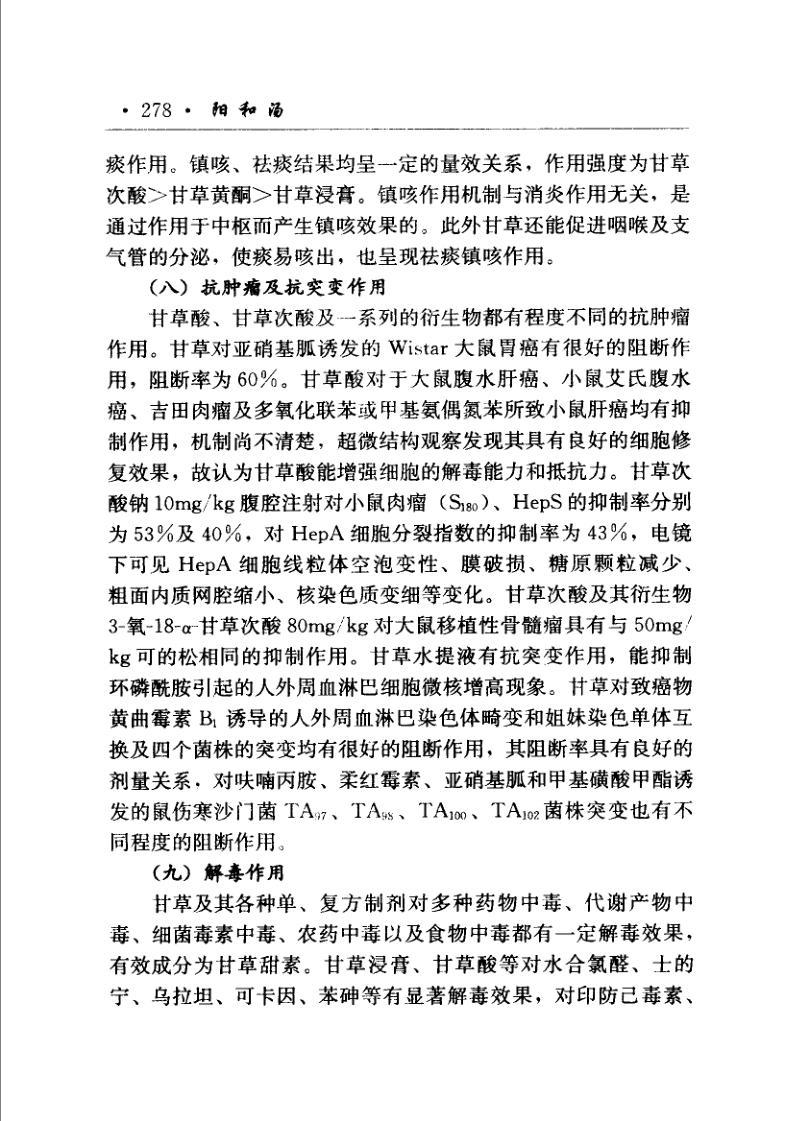 ·278· 阳和汤
痰作用。镇咳、祛痰结果均呈一定的量效关系，作用强度为甘草
次酸＞甘草黄酮＞甘草浸膏。镇咳作用机制与消炎作用无关，是
通过作用于中枢而产生镇咳效果的。此外甘草还能促进咽喉及支
气管的分泌，使痰易咳出，也呈现祛痰镇咳作用。
（八）抗肿瘤及抗突变作用
甘草酸、甘草次酸及一系列的衍生物都有程度不同的抗肿瘤
作用。甘草对亚硝基胍诱发的 Wistar 大鼠胃癌有很好的阻断作
用，阻断率为 60%。甘草酸对于大鼠腹水肝癌、小鼠艾氏腹水
癌、吉田肉瘤及多氧化联苯或甲基氨偶氮苯所致小鼠肝癌均有抑
制作用，机制尚不清楚，超微结构观察发现其具有良好的细胞修
复效果，故认为甘草酸能增强细胞的解毒能力和抵抗力。甘草次
酸钠 10mg/kg 腹腔注射对小鼠肉瘤（S₁₈₀）、HepS 的抑制率分别
为 53%及 40%，对 HepA 细胞分裂指数的抑制率为 43%，电镜
下可见 HepA 细胞线粒体空泡变性、膜破损、糖原颗粒减少、
粗面内质网腔缩小、核染色质变细等变化。甘草次酸及其衍生物
3-氧-18-α-甘草次酸 80mg/kg 对大鼠移植性骨髓瘤具有与 50mg/
kg 可的松相同的抑制作用。甘草水提液有抗突变作用，能抑制
环磷酰胺引起的人外周血淋巴细胞微核增高现象。甘草对致癌物
黄曲霉素 B₁ 诱导的人外周血淋巴染色体畸变和姐妹染色单体互
换及四个菌株的突变均有很好的阻断作用，其阻断率具有良好的
剂量关系，对呋喃丙胺、柔红霉素、亚硝基胍和甲基磺酸甲酯诱
发的鼠伤寒沙门菌 TA₉₇、TA₉₈、TA₁₀₀、TA₁₀₂ 菌株突变也有不
同程度的阻断作用。
（九）解毒作用
甘草及其各种单、复方制剂对多种药物中毒、代谢产物中
毒、细菌毒素中毒、农药中毒以及食物中毒都有一定解毒效果，
有效成分为甘草甜素。甘草浸膏、甘草酸等对水合氯醛、士的
宁、乌拉坦、可卡因、苯砷等有显著解毒效果，对印防己毒素、